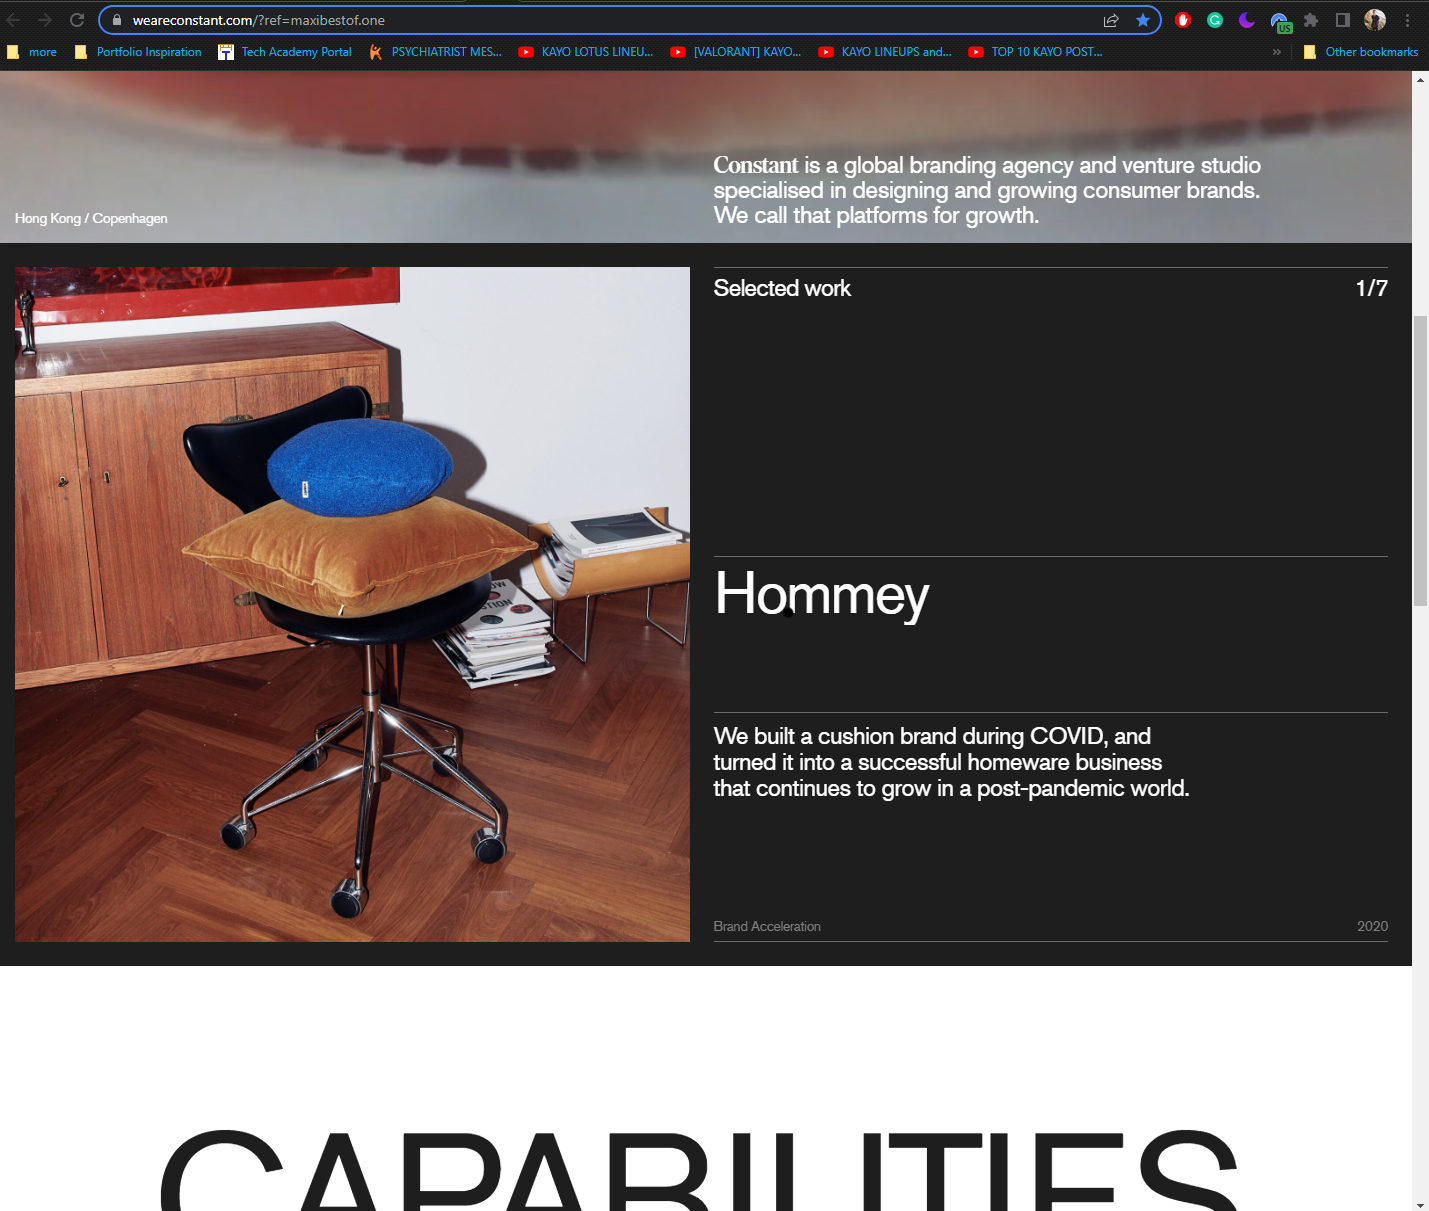 weareconstant.com/?ref=maxibestof.one
US
more
Portfolio Inspiration
Tech Academy Portal
PSYCHIATRIST MES...
KAYO LOTUS LINEU...
[VALORANT] KAYO...
KAYO LINEUPS and...
TOP 10 KAYO POST...
»
Other bookmarks
Constant is a global branding agency and venture studio
specialised in designing and growing consumer brands.
We call that platforms for growth.
Hong Kong / Copenhagen
Selected work
1/7
Hommey
We built a cushion brand during COVID, and
turned it into a successful homeware business
that continues to grow in a post-pandemic world.
Brand Acceleration
2020
CAPABILITIES